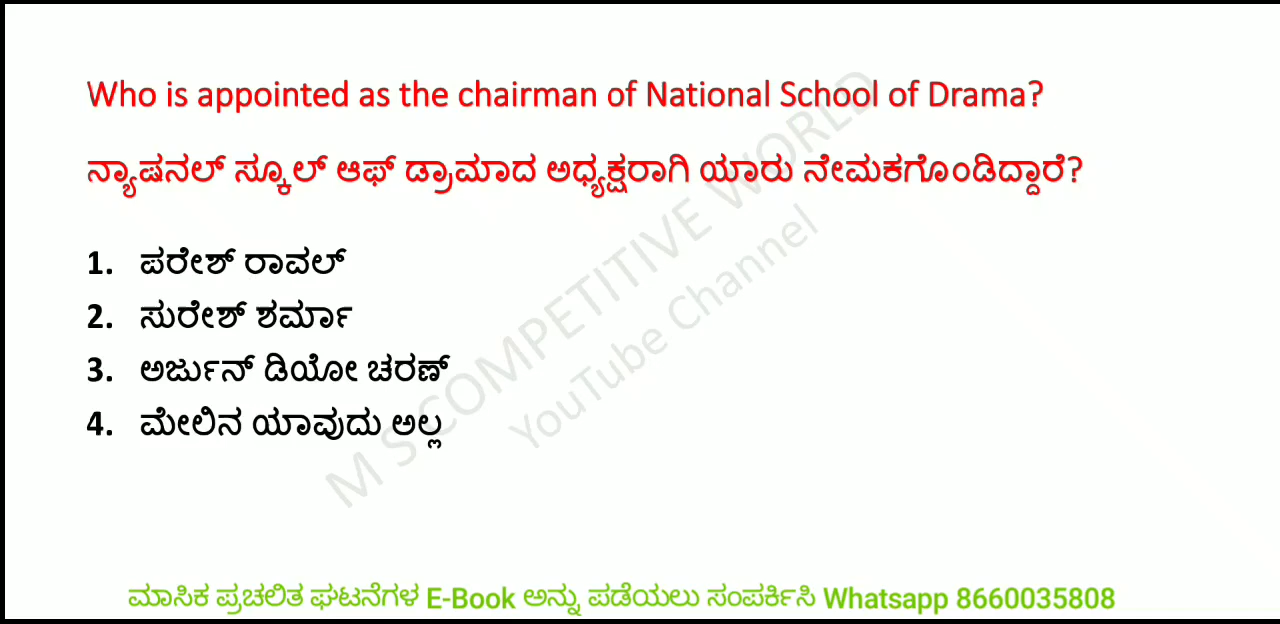 Who is appointed as the chairman of National School of Drama?
ನ್ಯಾಷನಲ್ ಸ್ಕೂಲ್ ಆಫ್ ಡ್ರಾಮಾದ ಅಧ್ಯಕ್ಷರಾಗಿ ಯಾರು ನೇಮಕಗೊಂಡಿದ್ದಾರೆ?
1. ಪರೇಶ್ ರಾವಲ್
2. ಸುರೇಶ್ ಶರ್ಮಾ
3. ಅರ್ಜುನ್ ಡಿಯೋ ಚರಣ್
4. ಮೇಲಿನ ಯಾವುದು ಅಲ್ಲ
M S COMPETITIVE WORLD
YouTube Channel
ಮಾಸಿಕ ಪ್ರಚಲಿತ ಘಟನೆಗಳ E-Book ಅನ್ನು ಪಡೆಯಲು ಸಂಪರ್ಕಿಸಿ Whatsapp 8660035808